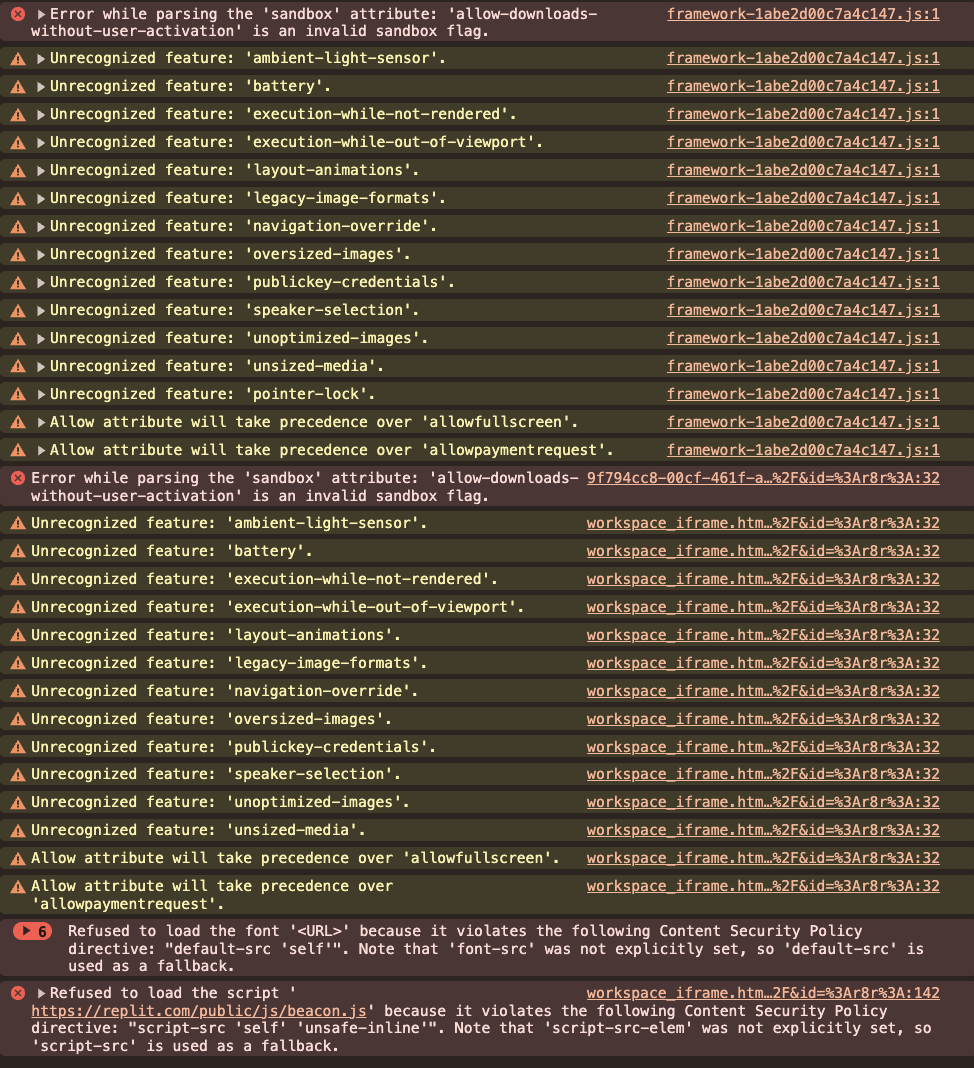 Error while parsing the 'sandbox' attribute: 'allow-downloads- framework-1abe2d00c7a4c147.js:1
without-user-activation' is an invalid sandbox flag.
Unrecognized feature: 'ambient-light-sensor'. framework-1abe2d00c7a4c147.js:1
Unrecognized feature: 'battery'. framework-1abe2d00c7a4c147.js:1
Unrecognized feature: 'execution-while-not-rendered'. framework-1abe2d00c7a4c147.js:1
Unrecognized feature: 'execution-while-out-of-viewport'. framework-1abe2d00c7a4c147.js:1
Unrecognized feature: 'layout-animations'. framework-1abe2d00c7a4c147.js:1
Unrecognized feature: 'legacy-image-formats'. framework-1abe2d00c7a4c147.js:1
Unrecognized feature: 'navigation-override'. framework-1abe2d00c7a4c147.js:1
Unrecognized feature: 'oversized-images'. framework-1abe2d00c7a4c147.js:1
Unrecognized feature: 'publickey-credentials'. framework-1abe2d00c7a4c147.js:1
Unrecognized feature: 'speaker-selection'. framework-1abe2d00c7a4c147.js:1
Unrecognized feature: 'unoptimized-images'. framework-1abe2d00c7a4c147.js:1
Unrecognized feature: 'unsized-media'. framework-1abe2d00c7a4c147.js:1
Unrecognized feature: 'pointer-lock'. framework-1abe2d00c7a4c147.js:1
Allow attribute will take precedence over 'allowfullscreen'. framework-1abe2d00c7a4c147.js:1
Allow attribute will take precedence over 'allowpaymentrequest'. framework-1abe2d00c7a4c147.js:1
Error while parsing the 'sandbox' attribute: 'allow-downloads- 9f794cc8-00cf-461f-a…%2F&id=%3Ar8r%3A:32
without-user-activation' is an invalid sandbox flag.
Unrecognized feature: 'ambient-light-sensor'. workspace_iframe.htm…%2F&id=%3Ar8r%3A:32
Unrecognized feature: 'battery'. workspace_iframe.htm…%2F&id=%3Ar8r%3A:32
Unrecognized feature: 'execution-while-not-rendered'. workspace_iframe.htm…%2F&id=%3Ar8r%3A:32
Unrecognized feature: 'execution-while-out-of-viewport'. workspace_iframe.htm…%2F&id=%3Ar8r%3A:32
Unrecognized feature: 'layout-animations'. workspace_iframe.htm…%2F&id=%3Ar8r%3A:32
Unrecognized feature: 'legacy-image-formats'. workspace_iframe.htm…%2F&id=%3Ar8r%3A:32
Unrecognized feature: 'navigation-override'. workspace_iframe.htm…%2F&id=%3Ar8r%3A:32
Unrecognized feature: 'oversized-images'. workspace_iframe.htm…%2F&id=%3Ar8r%3A:32
Unrecognized feature: 'publickey-credentials'. workspace_iframe.htm…%2F&id=%3Ar8r%3A:32
Unrecognized feature: 'speaker-selection'. workspace_iframe.htm…%2F&id=%3Ar8r%3A:32
Unrecognized feature: 'unoptimized-images'. workspace_iframe.htm…%2F&id=%3Ar8r%3A:32
Unrecognized feature: 'unsized-media'. workspace_iframe.htm…%2F&id=%3Ar8r%3A:32
Allow attribute will take precedence over 'allowfullscreen'. workspace_iframe.htm…%2F&id=%3Ar8r%3A:32
Allow attribute will take precedence over workspace_iframe.htm…%2F&id=%3Ar8r%3A:32
'allowpaymentrequest'.
6 Refused to load the font '<URL>' because it violates the following Content Security Policy
directive: "default-src 'self'". Note that 'font-src' was not explicitly set, so 'default-src' is
used as a fallback.
Refused to load the script ' workspace_iframe.htm…2F&id=%3Ar8r%3A:142
https://replit.com/public/js/beacon.js' because it violates the following Content Security Policy
directive: "script-src 'self' 'unsafe-inline'". Note that 'script-src-elem' was not explicitly set, so
'script-src' is used as a fallback.